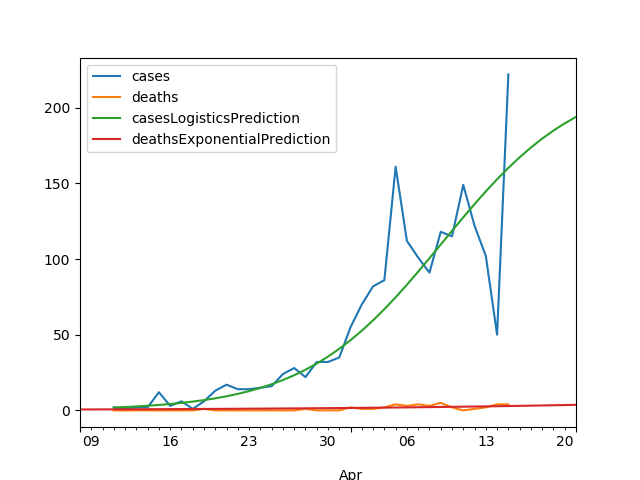 cases
deaths
casesLogisticsPrediction
deathsExponentialPrediction
200
150
100
50
0
09 16 23 30 06 13 20
Apr